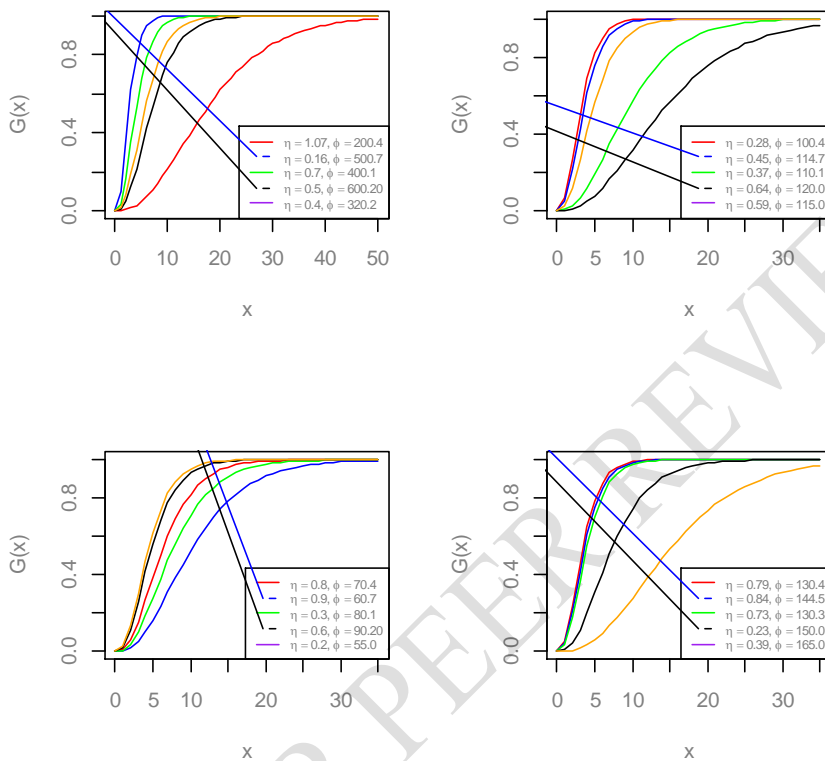 G(x)
0.0 0.4 0.8
0 10 20 30 40 50
x
η = 1.07, ϕ = 200.4
η = 0.16, ϕ = 500.7
η = 0.7, ϕ = 400.1
η = 0.5, ϕ = 600.20
η = 0.4, ϕ = 320.2
G(x)
0.0 0.4 0.8
0 5 10 20 30
x
η = 0.28, ϕ = 100.4
η = 0.45, ϕ = 114.7
η = 0.37, ϕ = 110.1
η = 0.64, ϕ = 120.0
η = 0.59, ϕ = 115.0
G(x)
0.0 0.4 0.8
0 10 20 30
x
η = 0.8, ϕ = 70.4
η = 0.9, ϕ = 60.7
η = 0.3, ϕ = 80.1
η = 0.6, ϕ = 90.20
η = 0.2, ϕ = 55.0
G(x)
0.0 0.4 0.8
0 5 10 20 30
x
η = 0.79, ϕ = 130.4
η = 0.84, ϕ = 144.5
η = 0.73, ϕ = 130.3
η = 0.23, ϕ = 150.0
η = 0.39, ϕ = 165.0
R PEER REVIE